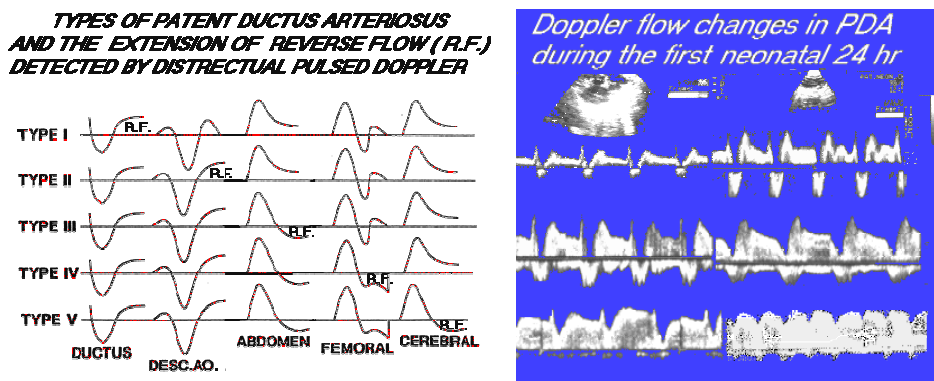 TYPES OF PATENT DUCTUS ARTERIOSUS
AND THE EXTENSION OF REVERSE FLOW ( R.F.)
DETECTED BY DISTRECTUAL PULSED DOPPLER
TYPE I
R.F.
TYPE II
R.F.
TYPE III
R.F.
TYPE IV
R.F.
TYPE V
R.F.
DUCTUS
DESC.AO.
ABDOMEN
FEMORAL
CEREBRAL
Doppler flow changes in PDA
during the first neonatal 24 hr